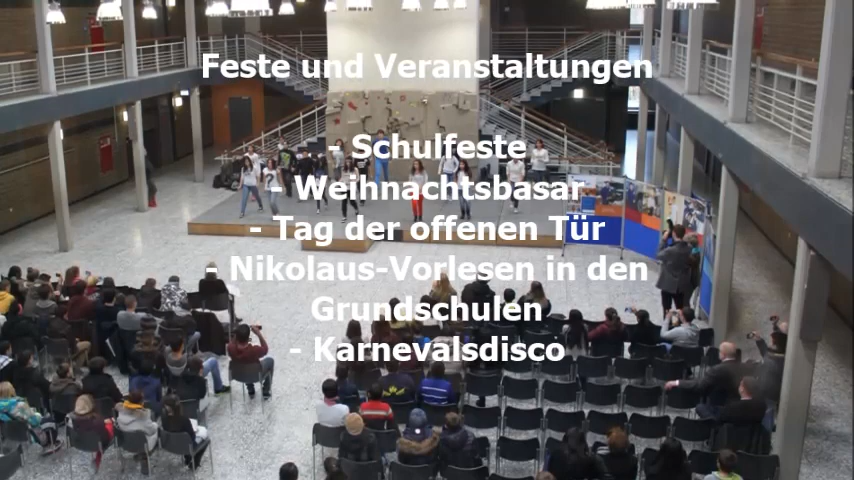 Feste und Veranstaltungen
- Schulfeste
- Weihnachtsbasar
- Tag der offenen Tür
- Nikolaus-Vorlesen in den
Grundschulen
- Karnevalsdisco